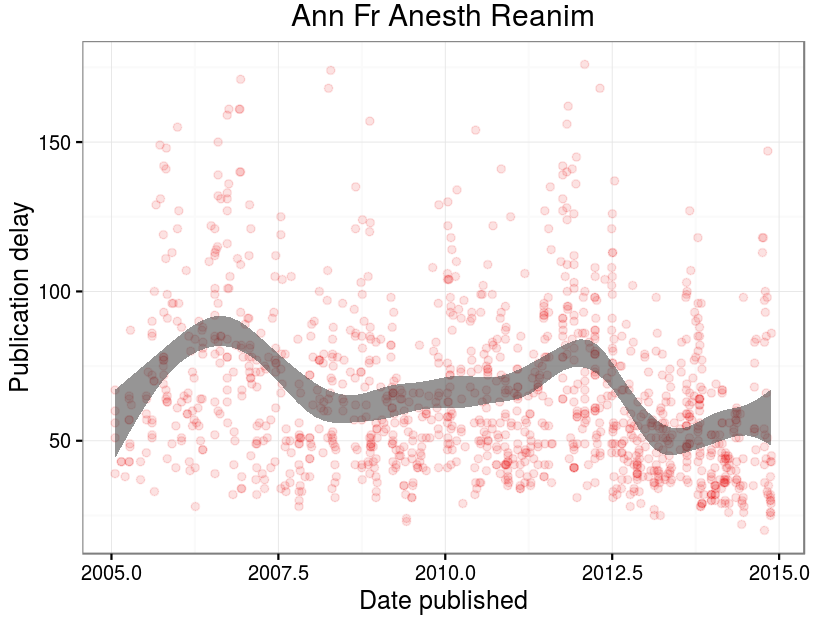 Ann Fr Anesth Reanim
150
100
50
Publication delay
2005.0 2007.5 2010.0 2012.5 2015.0
Date published